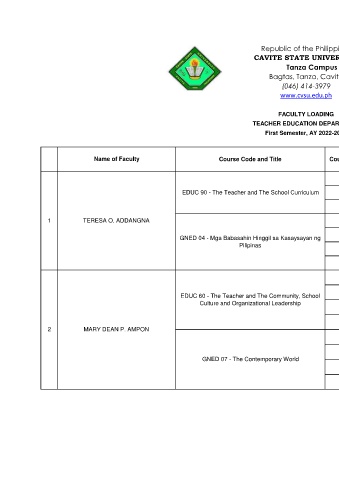 Republic of the Philippi
CAVITE STATE UNIVER
Tanza Campus
Bagtas, Tanza, Cavit
(046) 414-3979
www.cvsu.edu.ph
FACULTY LOADING
TEACHER EDUCATION DEPAR
First Semester, AY 2022-20
Name of Faculty
Course Code and Title
Cou
1
TERESA O. ADDANGNA
EDUC 90 - The Teacher and The School Curriculum
GNED 04 - Mga Babasahin Hinggil sa Kasaysayan ng
Pilipinas
2
MARY DEAN P. AMPON
EDUC 60 - The Teacher and The Community, School
Culture and Organizational Leadership
GNED 07 - The Contemporary World